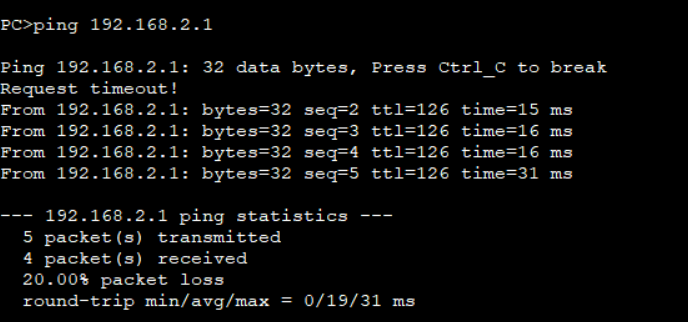 PC>ping 192.168.2.1

Ping 192.168.2.1: 32 data bytes, Press Ctrl_C to break
Request timeout!
From 192.168.2.1: bytes=32 seq=2 ttl=126 time=15 ms
From 192.168.2.1: bytes=32 seq=3 ttl=126 time=16 ms
From 192.168.2.1: bytes=32 seq=4 ttl=126 time=16 ms
From 192.168.2.1: bytes=32 seq=5 ttl=126 time=31 ms

--- 192.168.2.1 ping statistics ---
  5 packet(s) transmitted
  4 packet(s) received
  20.00% packet loss
  round-trip min/avg/max = 0/19/31 ms